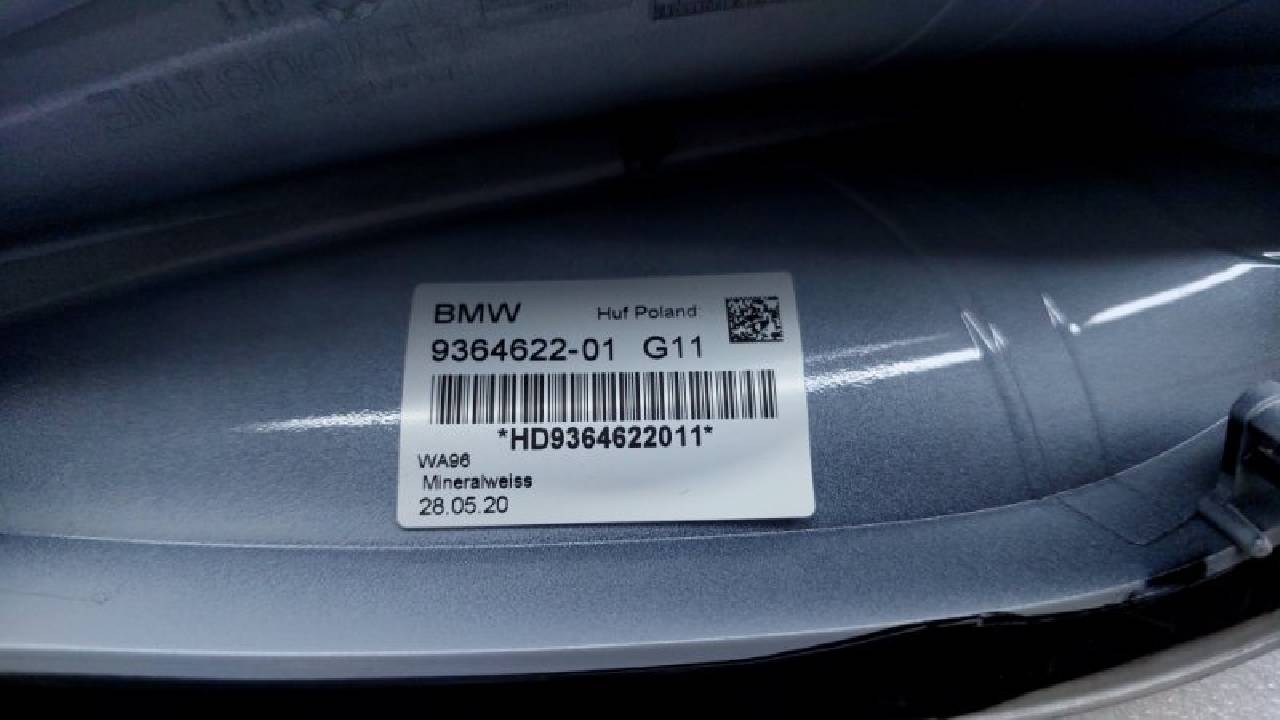 BMW Huf Poland
9364622-01 G11
*HD9364622011*
WA96
Mineralweiss
28.05.20